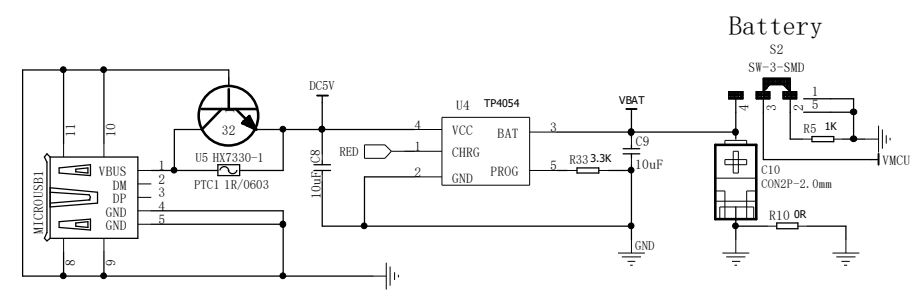 Battery
S2
SW-3-SMD
DC5V
U4 TP4054
VBAT
1
5
4
3
2
11
10
32
U5 HX7330-1
PTC1 1R/0603
C8
10uF
RED
4
1
2
VCC
CHRG
GND
BAT
PROG
3
5
R33 3.3K
C9
10uF
R5 1K
VMCU
C10
CON2P-2.0mm
MICROUSB1
VBUS
DM
DP
GND
GND
1
2
3
4
5
8
9
R10 0R
GND